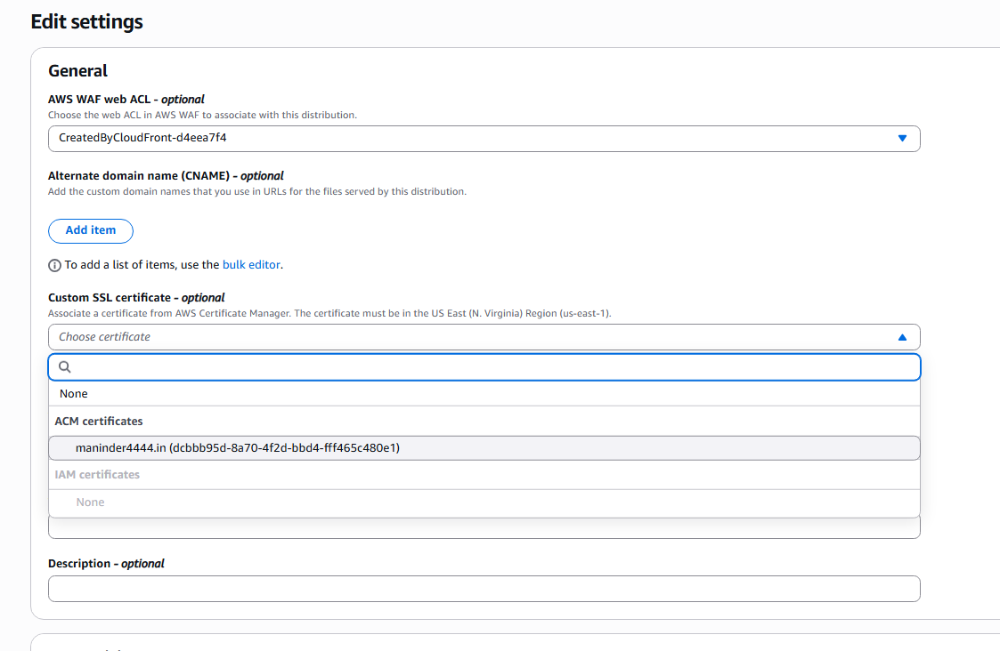 Edit settings
General
AWS WAF web ACL - optional
Choose the web ACL in AWS WAF to associate with this distribution.
CreatedByCloudFront-d4eea7f4
Alternate domain name (CNAME) - optional
Add the custom domain names that you use in URLs for the files served by this distribution.
Add item
To add a list of items, use the bulk editor.
Custom SSL certificate - optional
Associate a certificate from AWS Certificate Manager. The certificate must be in the US East (N. Virginia) Region (us-east-1).
Choose certificate
None
ACM certificates
maninder4444.in (dcbbb95d-8a70-4f2d-bbd4-fff465c480e1)
IAM certificates
None
Description - optional